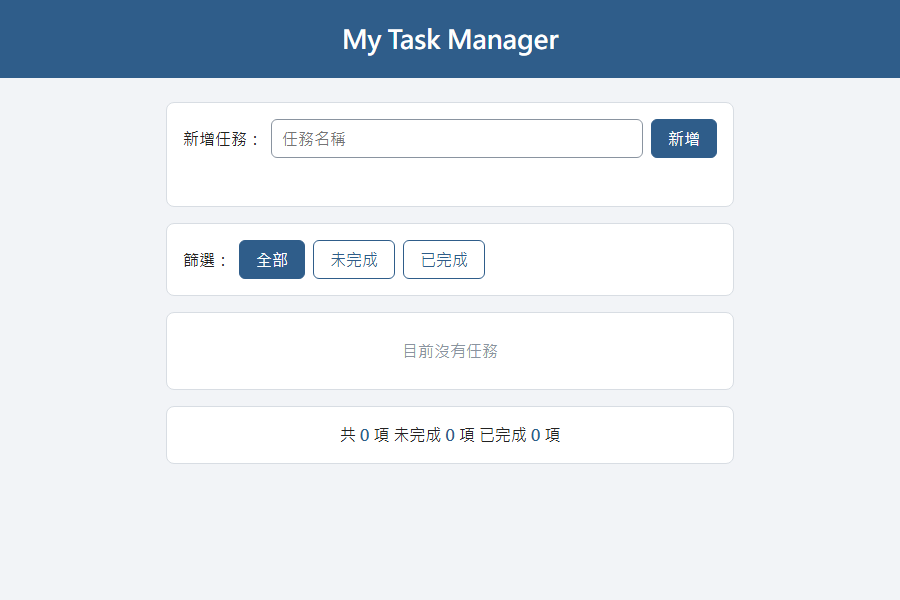 My Task Manager
新增任務： 任務名稱 新增
篩選： 全部 未完成 已完成
目前沒有任務
共 0 項 未完成 0 項 已完成 0 項